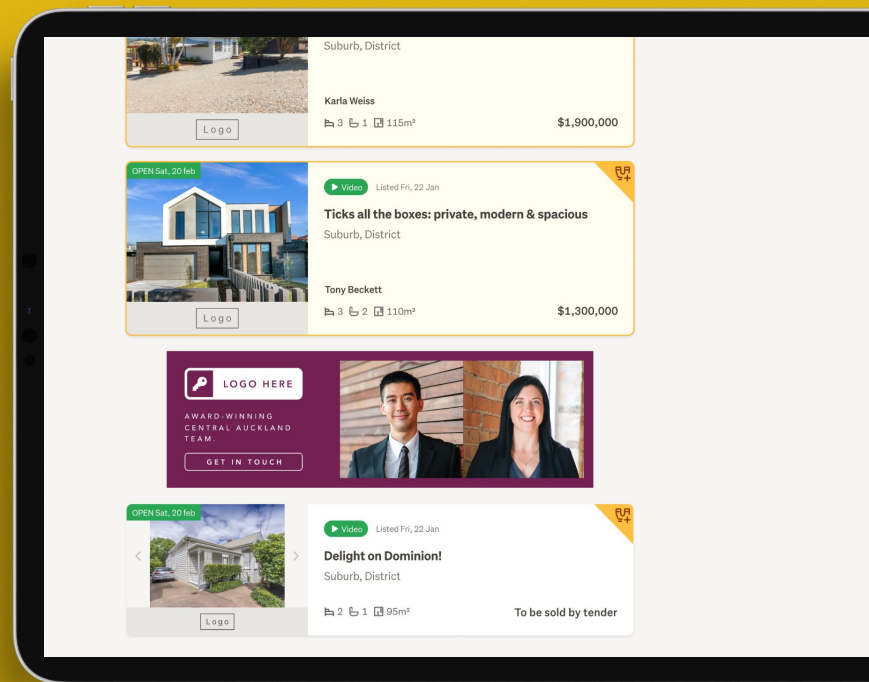 Suburb, District
Karla Weiss
3 1 115m²
$1,900,000
Logo
OPEN Sat, 20 feb
Video Listed Fri, 22 Jan
Ticks all the boxes: private, modern & spacious
Suburb, District
Tony Beckett
3 2 110m²
$1,300,000
Logo
LOGO HERE
AWARD-WINNING
CENTRAL AUCKLAND
TEAM.
GET IN TOUCH
OPEN Sat, 20 feb
Video Listed Fri, 22 Jan
Delight on Dominion!
Suburb, District
2 1 95m²
To be sold by tender
Logo